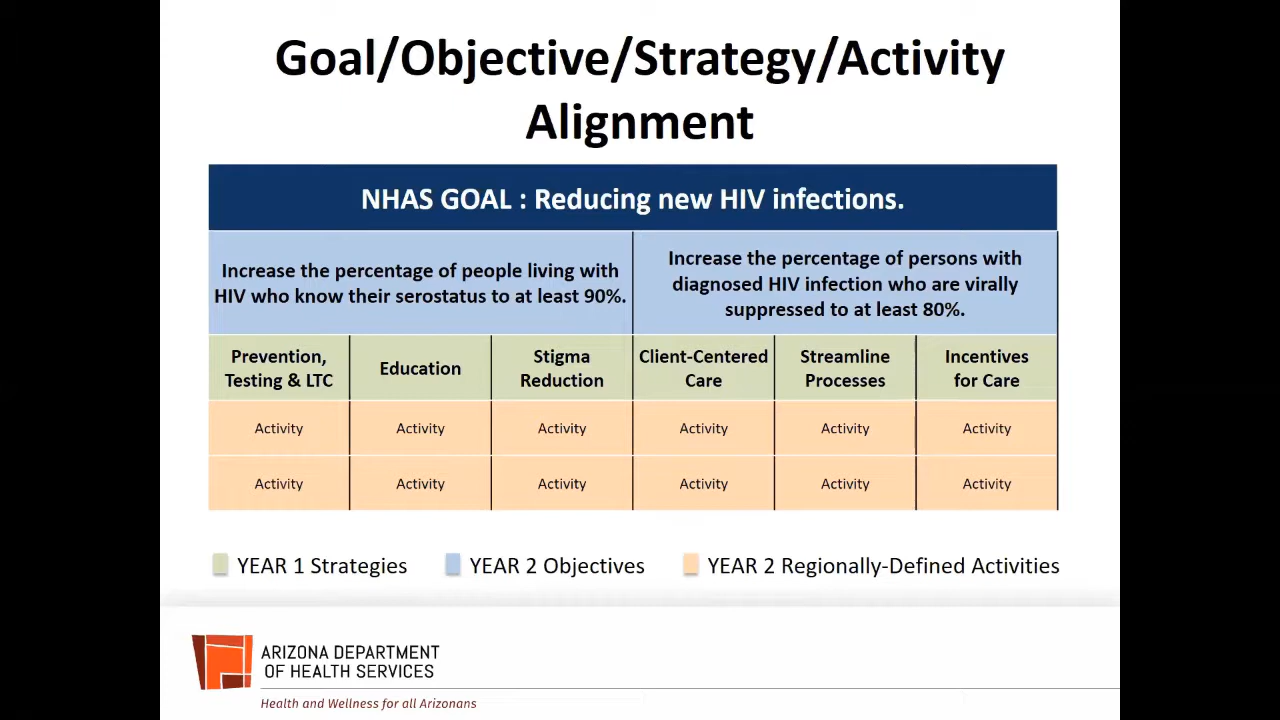 Goal/Objective/Strategy/Activity
Alignment
NHAS GOAL : Reducing new HIV infections.
Increase the percentage of people living with
HIV who know their serostatus to at least 90%.
Increase the percentage of persons with
diagnosed HIV infection who are virally
suppressed to at least 80%.
Prevention,
Testing & LTC
Education
Stigma
Reduction
Client-Centered
Care
Streamline
Processes
Incentives
for Care
Activity Activity Activity Activity Activity Activity
Activity Activity Activity Activity Activity Activity
YEAR 1 Strategies YEAR 2 Objectives YEAR 2 Regionally-Defined Activities
ARIZONA DEPARTMENT
OF HEALTH SERVICES
Health and Wellness for all Arizonans